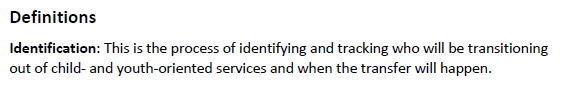 Definitions
Identification: This is the process of identifying and tracking who will be transitioning
out of child- and youth-oriented services and when the transfer will happen.